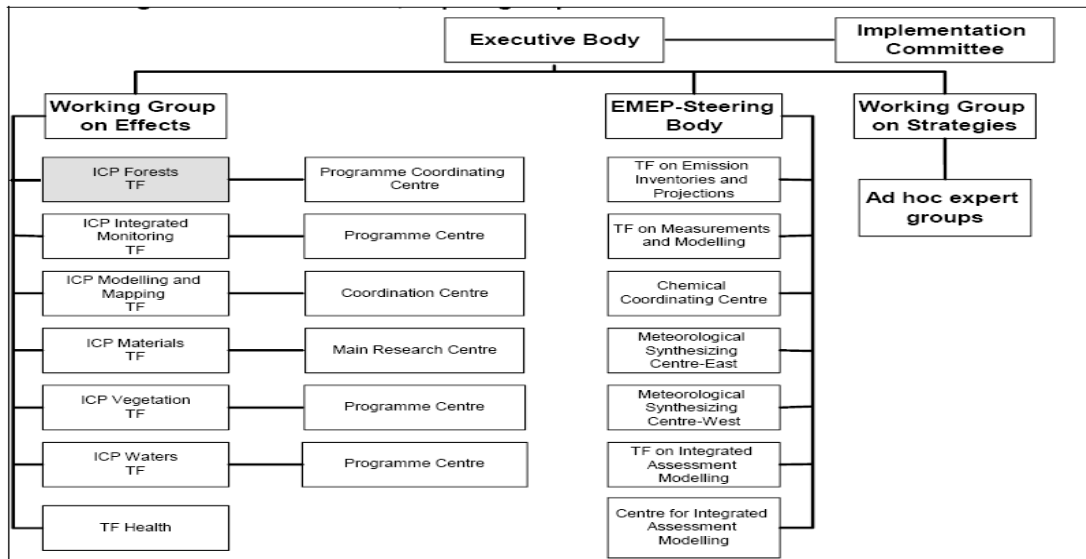 Executive Body
Implementation
Committee
Working Group
on Effects
EMEP-Steering
Body
Working Group
on Strategies
ICP Forests
TF
Programme Coordinating
Centre
TF on Emission
Inventories and
Projections
Ad hoc expert
groups
ICP Integrated
Monitoring
TF
Programme Centre
TF on Measurements
and Modelling
ICP Modelling and
Mapping
TF
Coordination Centre
Chemical
Coordinating Centre
ICP Materials
TF
Main Research Centre
Meteorological
Synthesizing
Centre-East
ICP Vegetation
TF
Programme Centre
Meteorological
Synthesizing
Centre-West
ICP Waters
TF
Programme Centre
TF on Integrated
Assessment
Modelling
TF Health
Centre for Integrated
Assessment
Modelling